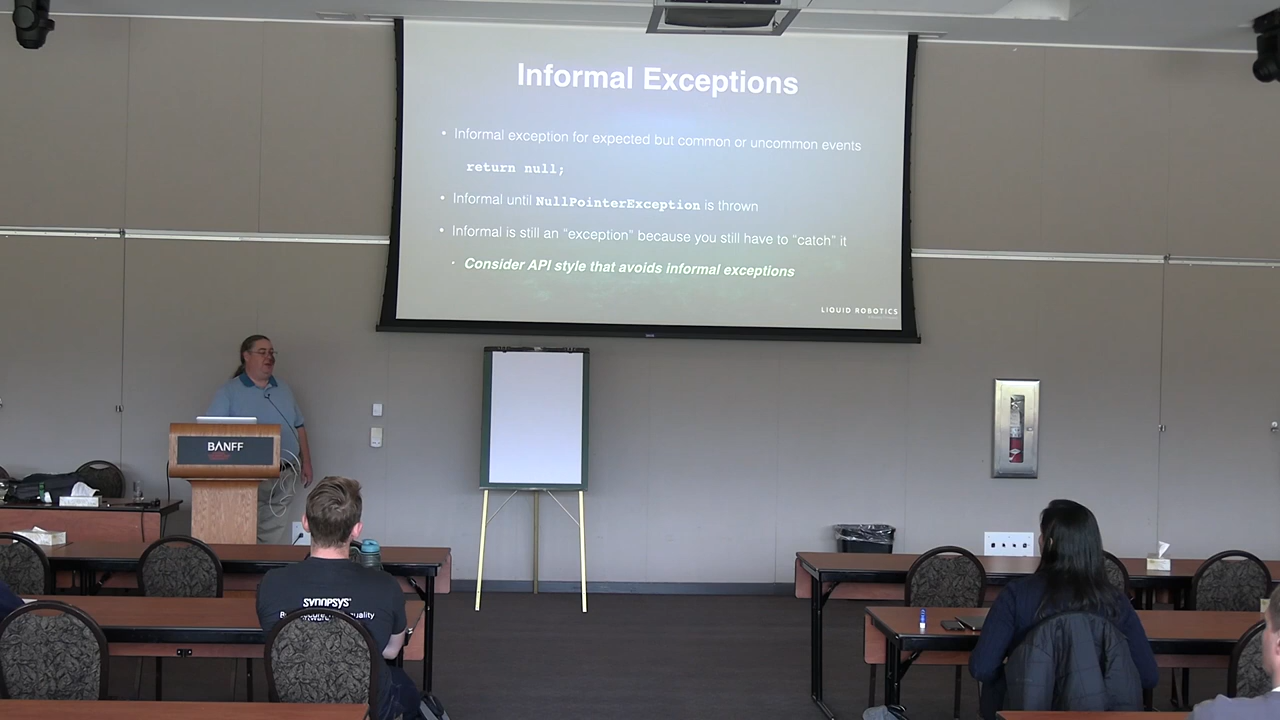 Informal Exceptions
• Informal exception for expected but common or uncommon events
return null;
• Informal until NullPointerException is thrown
• Informal is still an “exception” because you still have to “catch” it
• Consider API style that avoids informal exceptions
LIQUID ROBOTICS
BANFF
SYNOPSYS